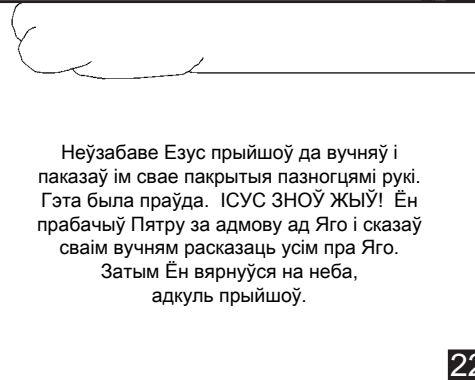 Неўзабаве Езус прыйшоў да вучняў і
паказаў ім свае пакрытыя пазногцямі рукі.
Гэта была праўда. ІСУС ЗНОЎ ЖЫЎ! Ён
прабачыў Пятру за адмову ад Яго і сказаў
сваім вучням расказаць усім пра Яго.
Затым Ён вярнуўся на неба,
адкуль прыйшоў.
22